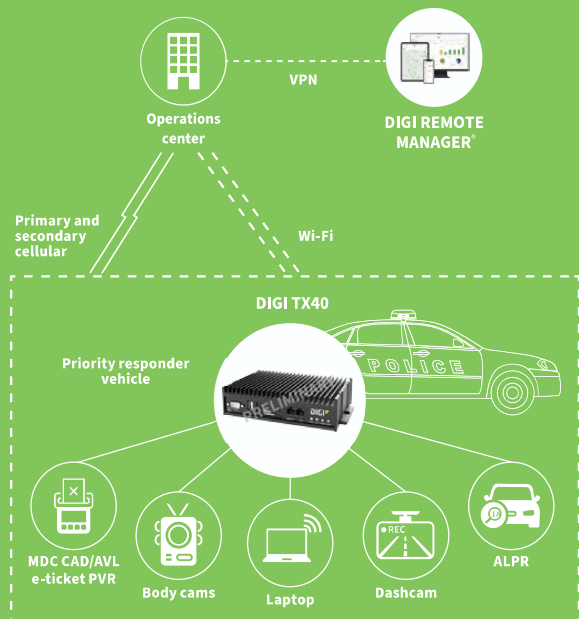 VPN
Operations
center
DIGI REMOTE
MANAGER®
Primary and
secondary
cellular
Wi-Fi
DIGI TX40
Priority responder
vehicle
POLICE
PRELIMINARY
DIGI
REC
MDC CAD/AVL
e-ticket PVR
Body cams
Laptop
Dashcam
ALPR